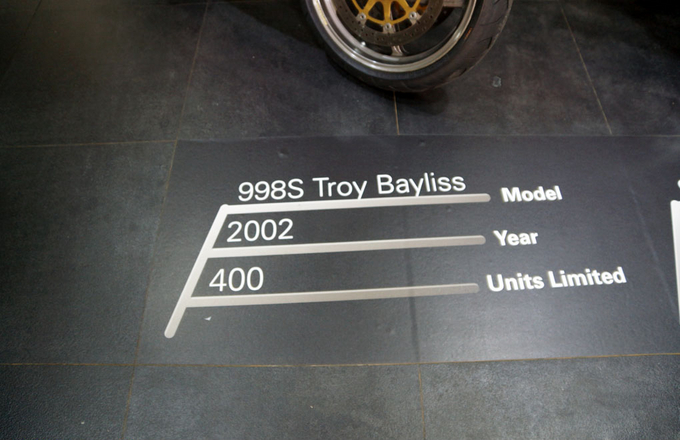 998S Troy Bayliss Model
2002 Year
400 Units Limited